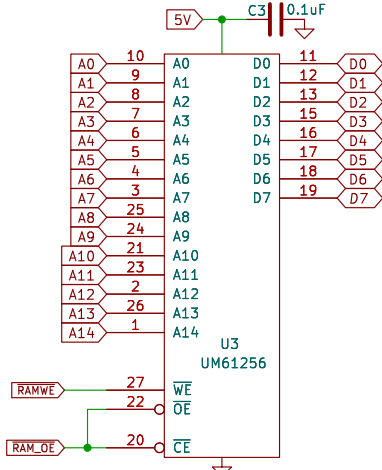 5V C3 0.1uF
A0 10 A0 D0 11 D0
A1 9 A1 D1 12 D1
A2 8 A2 D2 13 D2
A3 7 A3 D3 15 D3
A4 6 A4 D4 16 D4
A5 5 A5 D5 17 D5
A6 4 A6 D6 18 D6
A7 3 A7 D7 19 D7
A8 25 A8
A9 24 A9
A10 21 A10
A11 23 A11
A12 2 A12
A13 26 A13
A14 1 A14
U3
UM61256
RAMWE 27 WE
22 OE
RAM_OE 20 CE